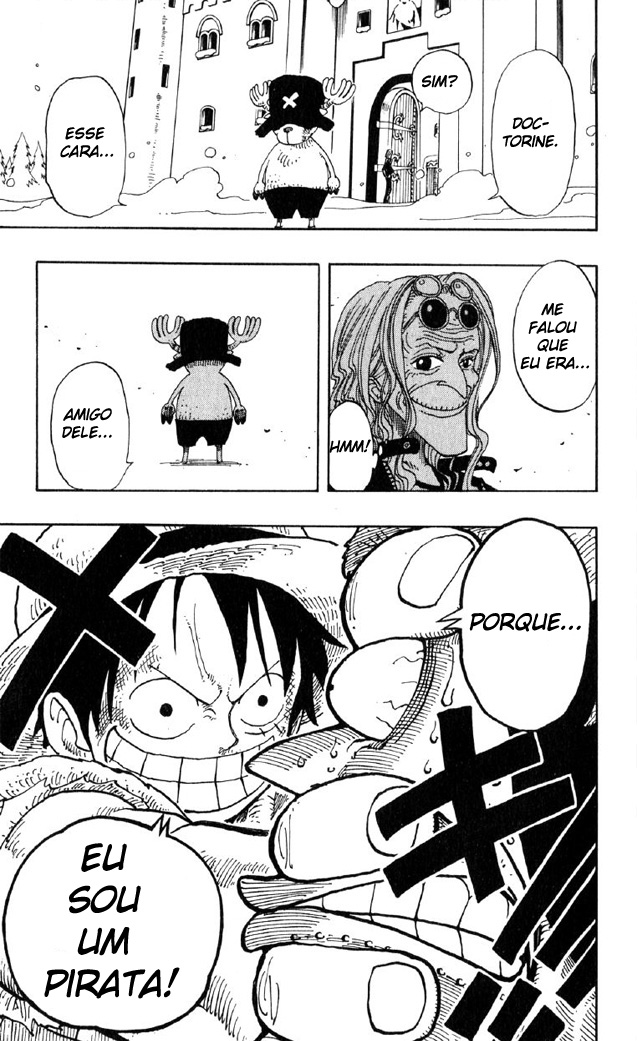 DOC-
TORINE.
SIM?
ESSE
CARA...
ME
FALOU
QUE
EU ERA...
HMM!
AMIGO
DELE...
PORQUE...
EU
SOU
UM
PIRATA!